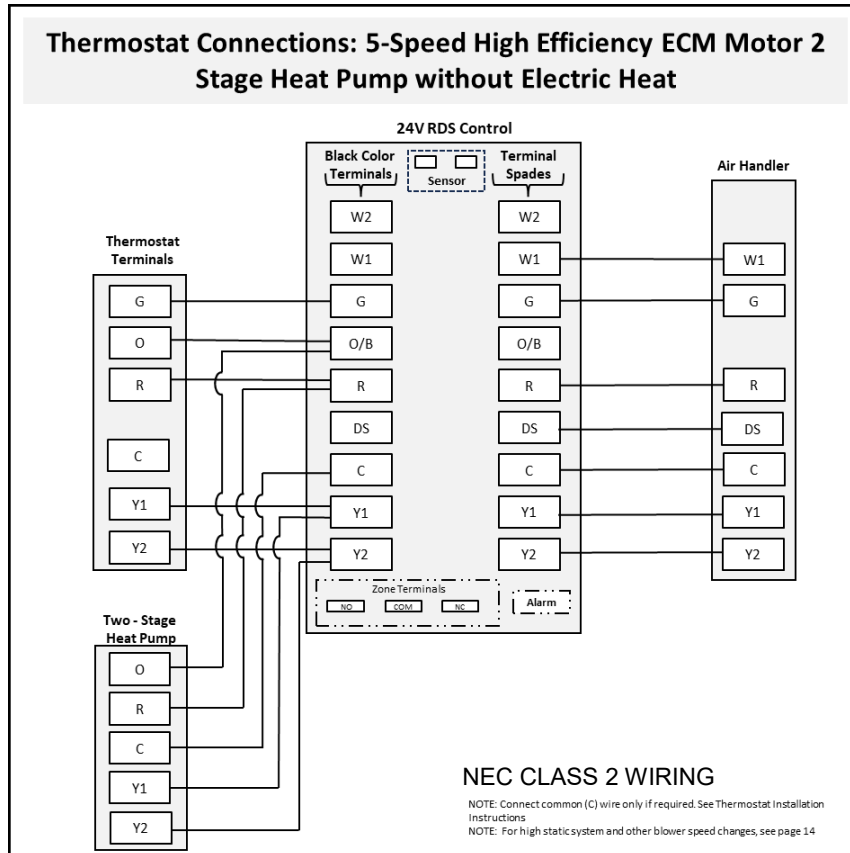 Thermostat Connections: 5-Speed High Efficiency ECM Motor 2
Stage Heat Pump without Electric Heat
24V RDS Control
Black Color
Terminals
Sensor
Terminal
Spades
W2
W1
G
O/B
R
DS
C
Y1
Y2
W2
W1
G
O/B
R
DS
C
Y1
Y2
Zone Terminals
NO
COM
NC
Alarm
Thermostat
Terminals
G
O
R
C
Y1
Y2
Air Handler
W1
G
R
DS
C
Y1
Y2
Two - Stage
Heat Pump
O
R
C
Y1
Y2
NEC CLASS 2 WIRING
NOTE: Connect common (C) wire only if required. See Thermostat Installation
Instructions
NOTE: For high static system and other blower speed changes, see page 14